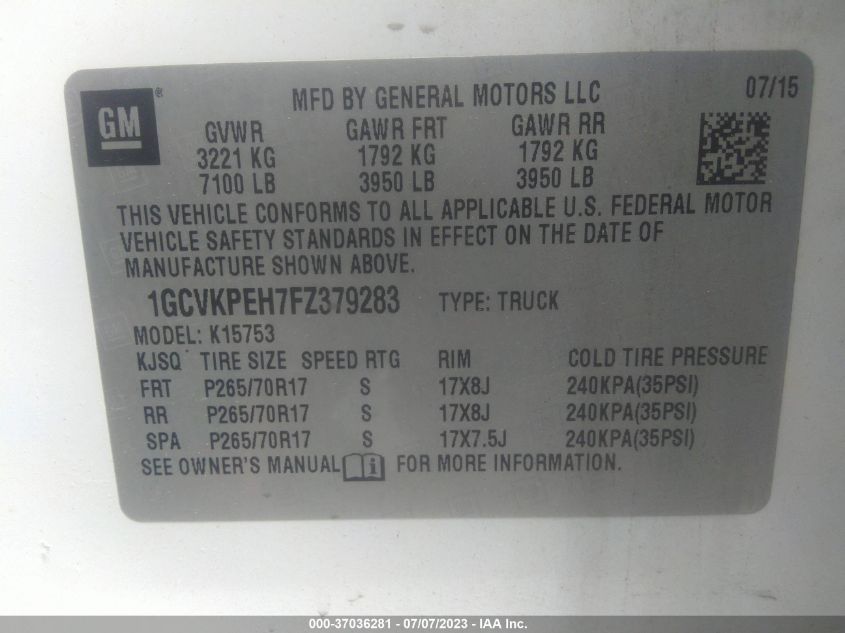 GM® MFD BY GENERAL MOTORS LLC 07/15
GVWR GAWR FRT GAWR RR
3221 KG 1792 KG 1792 KG
7100 LB 3950 LB 3950 LB
THIS VEHICLE CONFORMS TO ALL APPLICABLE U.S. FEDERAL MOTOR
VEHICLE SAFETY STANDARDS IN EFFECT ON THE DATE OF
MANUFACTURE SHOWN ABOVE.
1GCVKPEH7FZ379283 TYPE: TRUCK
MODEL: K15753
KJSQ TIRE SIZE SPEED RTG RIM COLD TIRE PRESSURE
FRT P265/70R17 S 17X8J 240KPA(35PSI)
RR P265/70R17 S 17X8J 240KPA(35PSI)
SPA P265/70R17 S 17X7.5J 240KPA(35PSI)
SEE OWNER'S MANUAL FOR MORE INFORMATION.
000-37036281 - 07/07/2023 - IAA Inc.